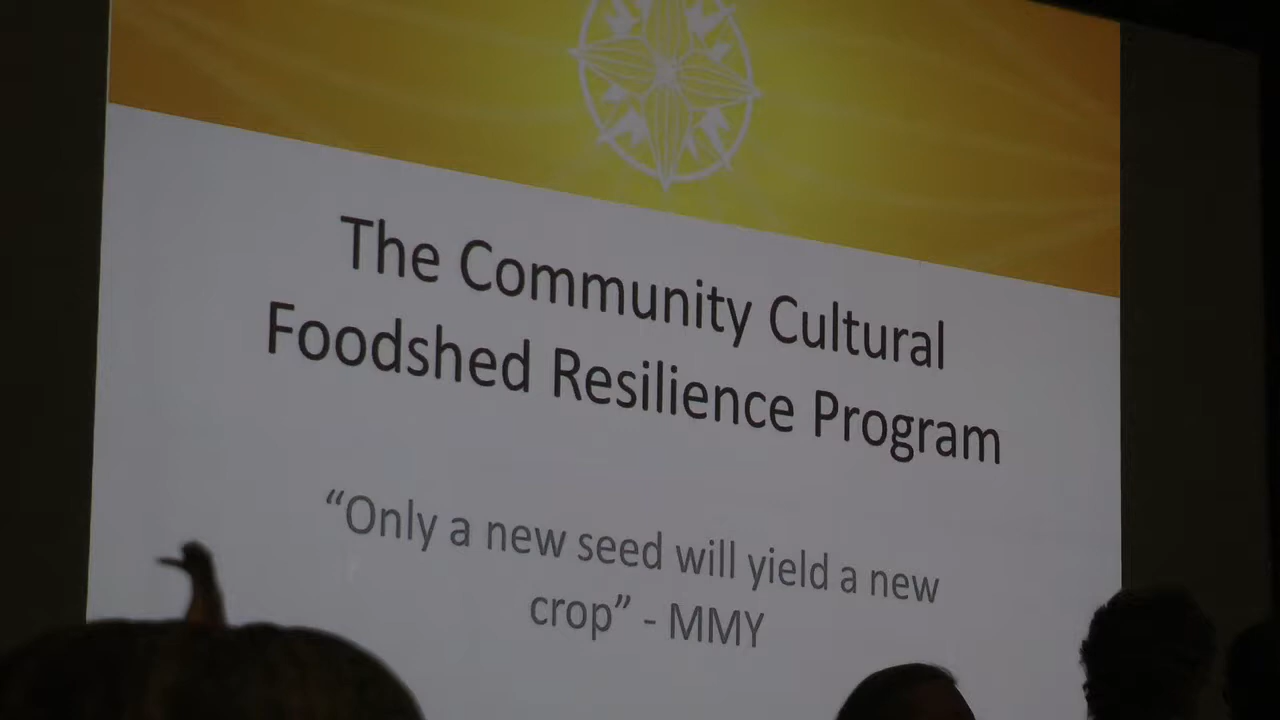 The Community Cultural
Foodshed Resilience Program
“Only a new seed will yield a new
crop” - MMY